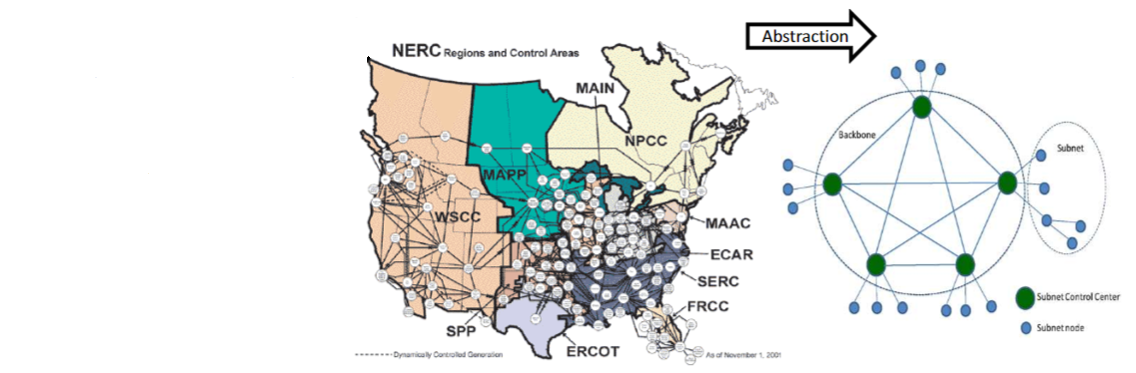 Abstraction
NERC Regions and Control Areas
MAIN
NPCC
MAPP
WSCC
MAAC
ECAR
SERC
FRCC
SPP
ERCOT
Dynamically Controlled Generation
As of November 1, 2001
Backbone
Subnet
Subnet Control Center
Subnet node